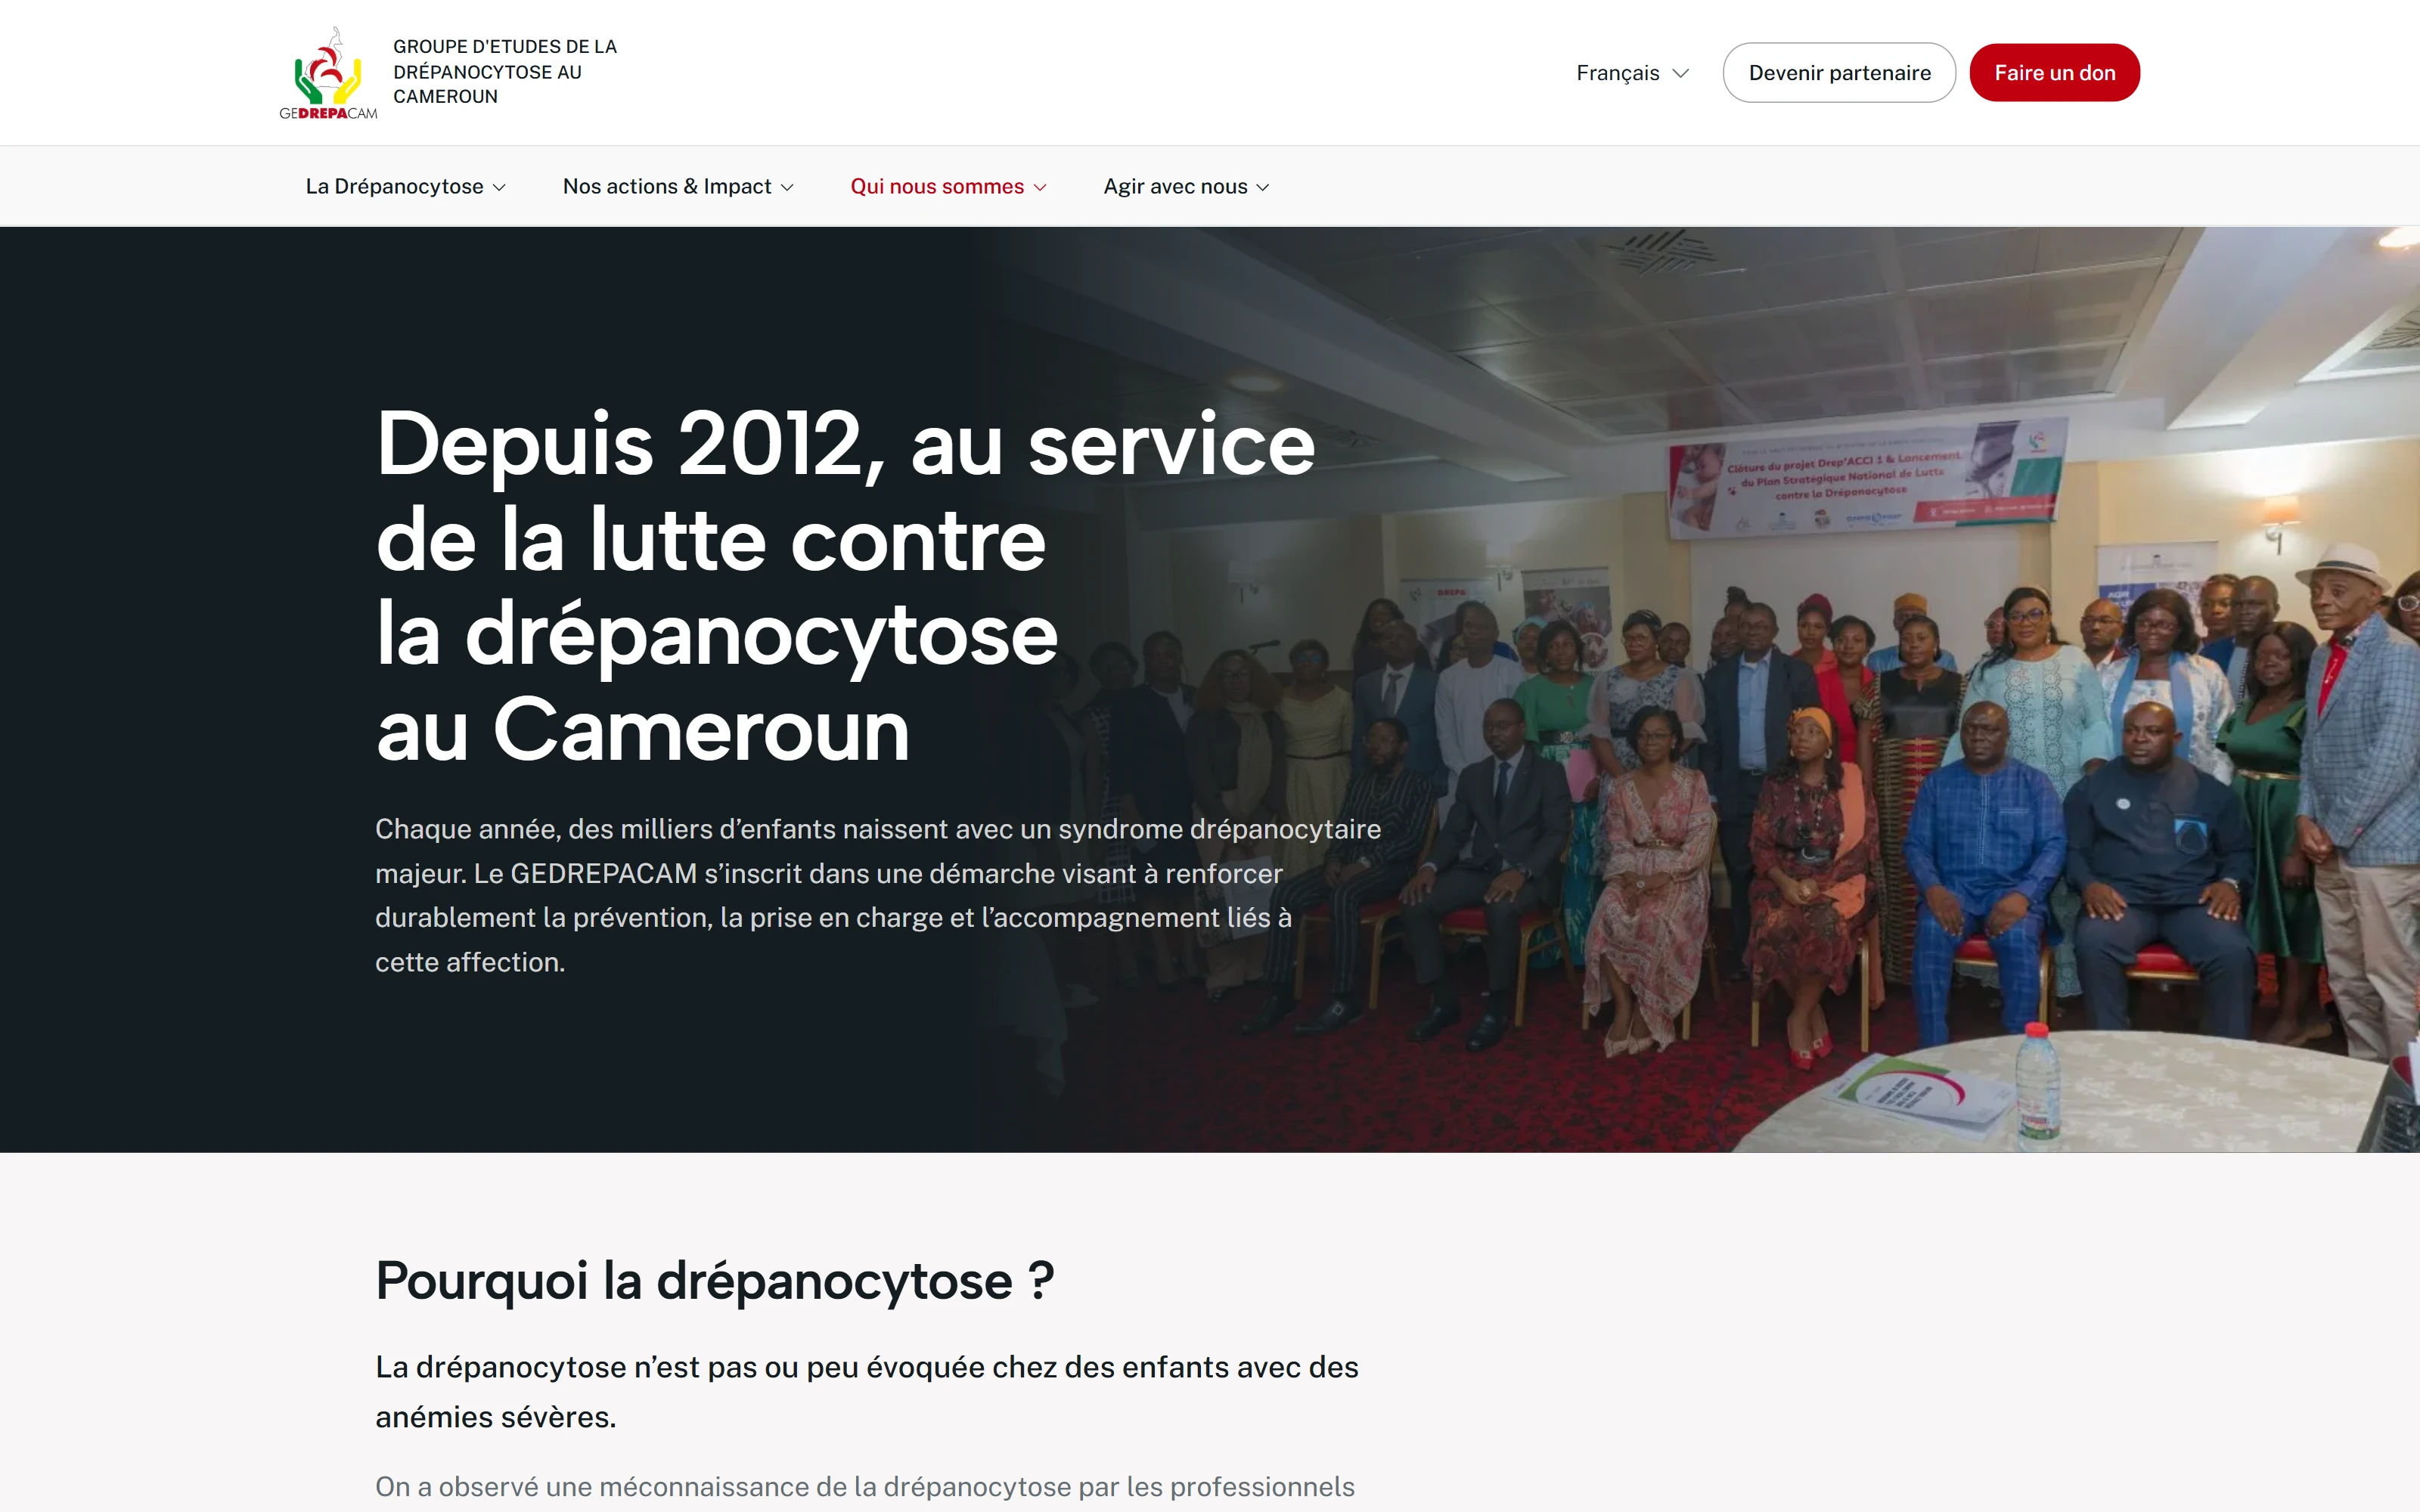 GEDREPACAM
GROUPE D'ETUDES DE LA
DRÉPANOCYTOSE AU
CAMEROUN
Français
Devenir partenaire
Faire un don
La Drépanocytose
Nos actions & Impact
Qui nous sommes
Agir avec nous
Depuis 2012, au service
de la lutte contre
la drépanocytose
au Cameroun
Chaque année, des milliers d’enfants naissent avec un syndrome drépanocytaire
majeur. Le GEDREPACAM s’inscrit dans une démarche visant à renforcer
durablement la prévention, la prise en charge et l’accompagnement liés à
cette affection.
Clôture du projet Drep'ACCI 1 & Lancement
du Plan Stratégique National de Lutte
contre la Drépanocytose
DREPA
Pourquoi la drépanocytose ?
La drépanocytose n’est pas ou peu évoquée chez des enfants avec des
anémies sévères.
On a observé une méconnaissance de la drépanocytose par les professionnels